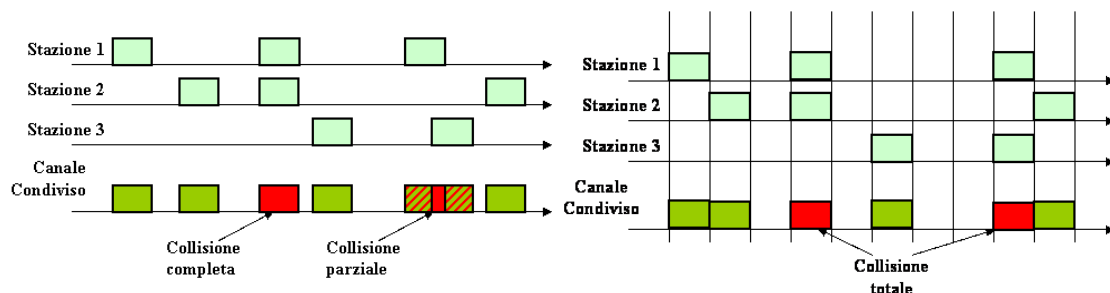 Stazione 1
Stazione 2
Stazione 3
Canale
Condiviso
Collisione
completa
Collisione
parziale
Stazione 1
Stazione 2
Stazione 3
Canale
Condiviso
Collisione
totale